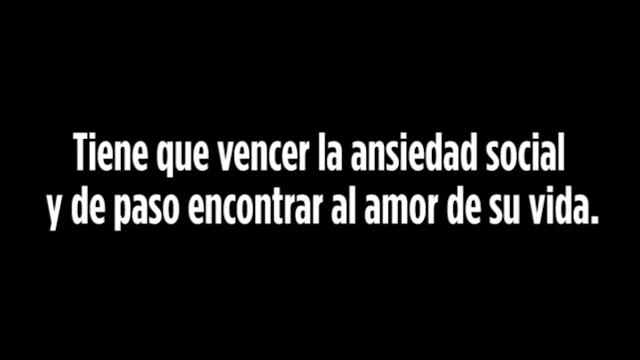 Tiene que vencer la ansiedad social
y de paso encontrar al amor de su vida.